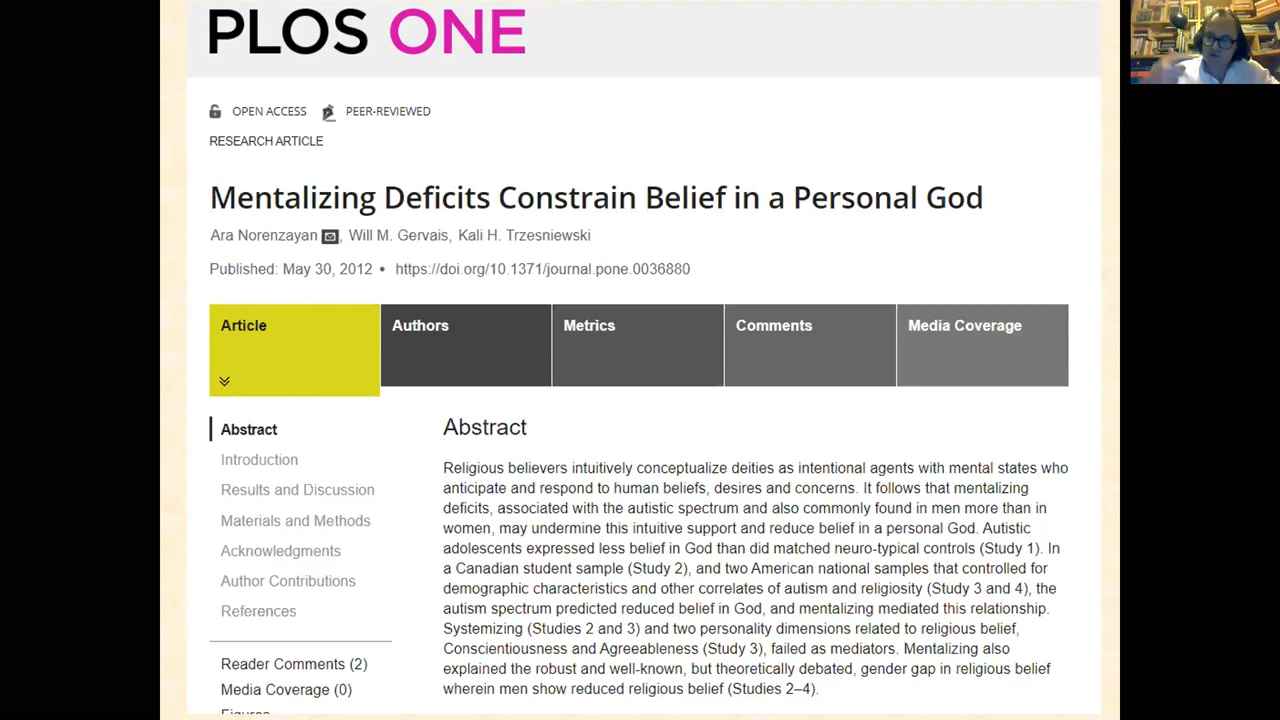 PLOS ONE
OPEN ACCESS PEER-REVIEWED
RESEARCH ARTICLE
Mentalizing Deficits Constrain Belief in a Personal God
Ara Norenzayan , Will M. Gervais, Kali H. Trzesniewski
Published: May 30, 2012 • https://doi.org/10.1371/journal.pone.0036880
Article Authors Metrics Comments Media Coverage
Abstract
Introduction
Results and Discussion
Materials and Methods
Acknowledgments
Author Contributions
References
Reader Comments (2)
Media Coverage (0)
Figures
Abstract
Religious believers intuitively conceptualize deities as intentional agents with mental states who
anticipate and respond to human beliefs, desires and concerns. It follows that mentalizing
deficits, associated with the autistic spectrum and also commonly found in men more than in
women, may undermine this intuitive support and reduce belief in a personal God. Autistic
adolescents expressed less belief in God than did matched neuro-typical controls (Study 1). In
a Canadian student sample (Study 2), and two American national samples that controlled for
demographic characteristics and other correlates of autism and religiosity (Study 3 and 4), the
autism spectrum predicted reduced belief in God, and mentalizing mediated this relationship.
Systemizing (Studies 2 and 3) and two personality dimensions related to religious belief,
Conscientiousness and Agreeableness (Study 3), failed as mediators. Mentalizing also
explained the robust and well-known, but theoretically debated, gender gap in religious belief
wherein men show reduced religious belief (Studies 2–4).